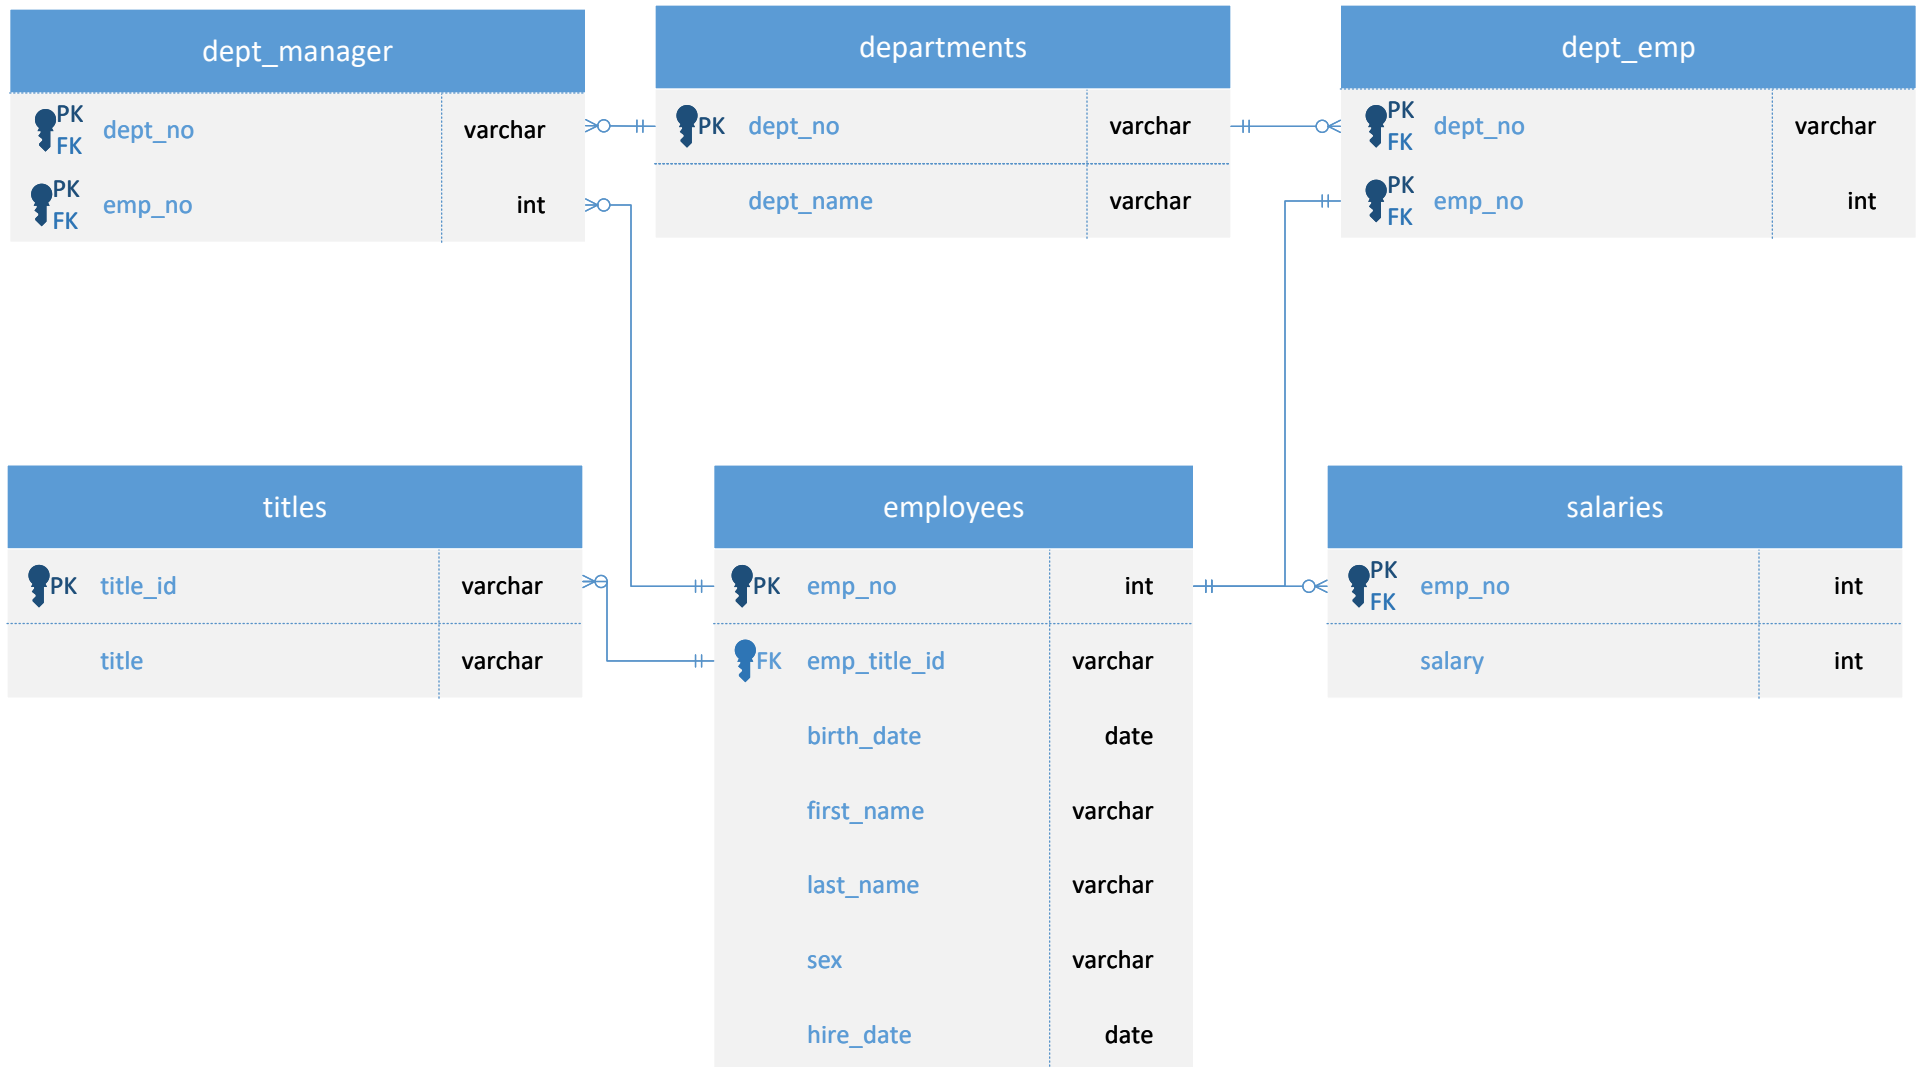 dept_manager
PK
FK dept_no varchar
PK
FK emp_no int
departments
PK dept_no varchar
dept_name varchar
dept_emp
PK
FK dept_no varchar
PK
FK emp_no int
titles
PK title_id varchar
title varchar
employees
PK emp_no int
FK emp_title_id varchar
birth_date date
first_name varchar
last_name varchar
sex varchar
hire_date date
salaries
PK
FK emp_no int
salary int